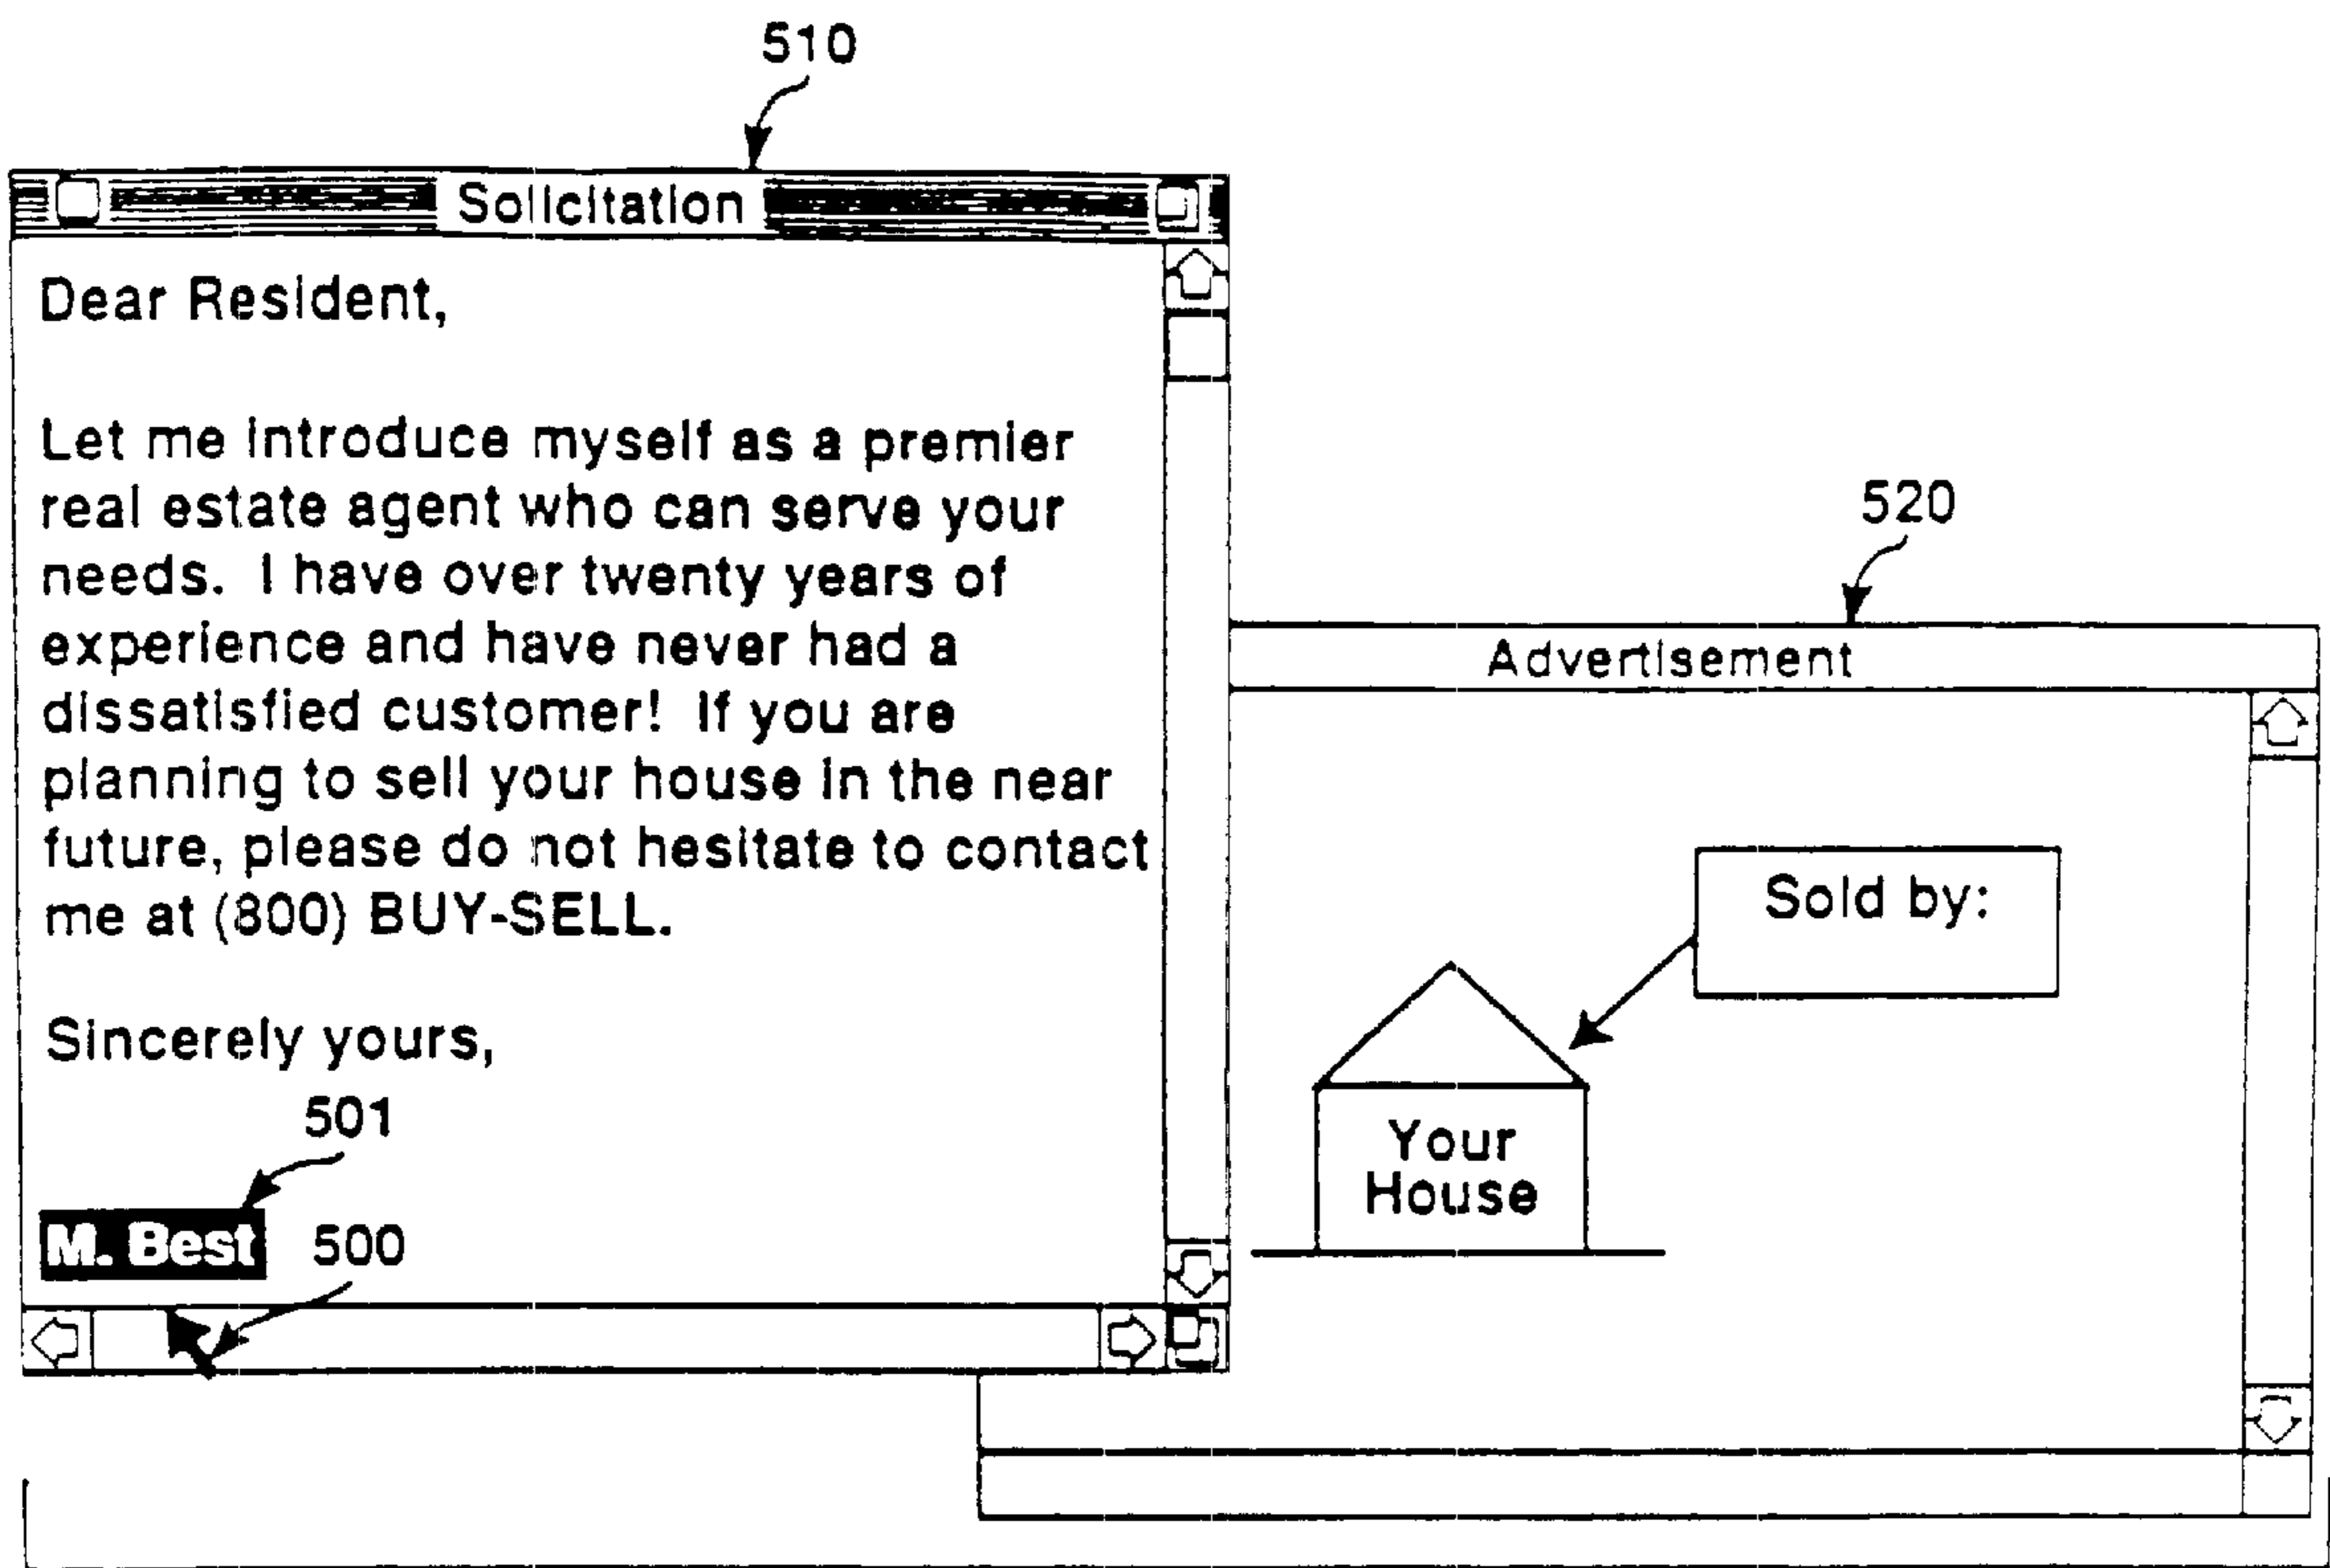 510
Solicitation
Dear Resident,
Let me introduce myself as a premier
real estate agent who can serve your
needs. I have over twenty years of
experience and have never had a
dissatisfied customer! If you are
planning to sell your house in the near
future, please do not hesitate to contact
me at (800) BUY-SELL.
Sincerely yours,
501
M. Best
500
520
Advertisement
Sold by:
Your
House